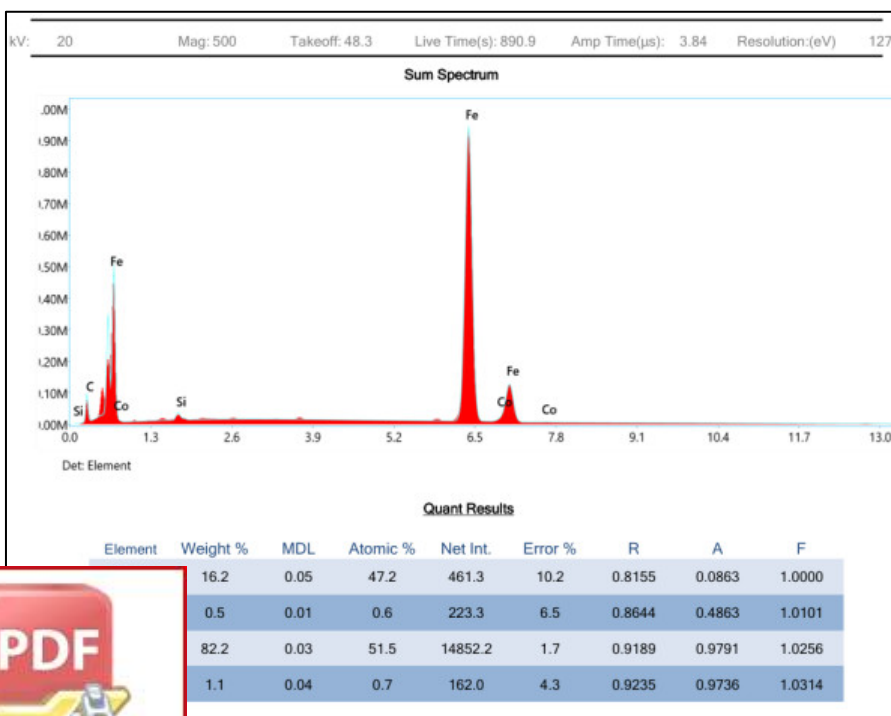 kV: 20 Mag: 500 Takeoff: 48.3 Live Time(s): 890.9 Amp Time(µs): 3.84 Resolution:(eV) 127
Sum Spectrum
.00M
.90M
.80M
.70M
.60M
.50M
.40M
.30M
.20M
.10M
.00M
Fe
Fe
Fe
C
Si
Co
Si
Co
Co
0.0 1.3 2.6 3.9 5.2 6.5 7.8 9.1 10.4 11.7 13.0
Det: Element
Quant Results
Element Weight % MDL Atomic % Net Int. Error % R A F
16.2 0.05 47.2 461.3 10.2 0.8155 0.0863 1.0000
0.5 0.01 0.6 223.3 6.5 0.8644 0.4863 1.0101
82.2 0.03 51.5 14852.2 1.7 0.9189 0.9791 1.0256
1.1 0.04 0.7 162.0 4.3 0.9235 0.9736 1.0314
PDF